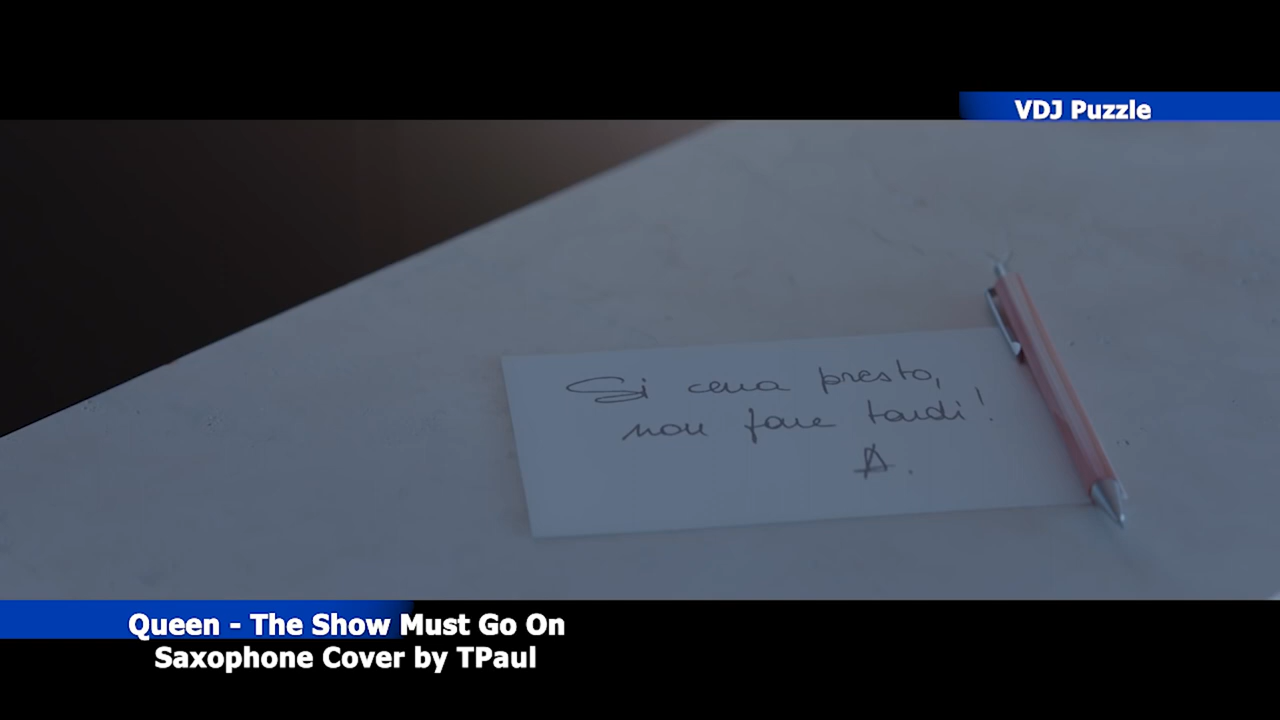 VDJ Puzzle
Si cena presto,
non fare tardi!
A.
Queen - The Show Must Go On
Saxophone Cover by TPaul